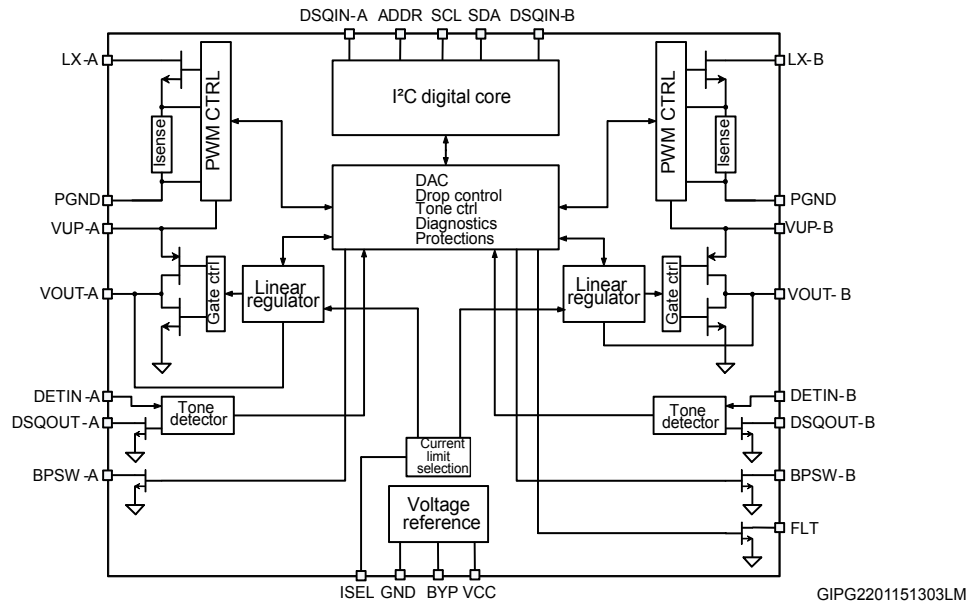 DSQIN-A ADDR SCL SDA DSQIN-B
LX-A
LX-B
I²C digital core
PWM CTRL
Isense
PWM CTRL
Isense
DAC
Drop control
Tone ctrl
Diagnostics
Protections
PGND
PGND
VUP-A
VUP-B
VOUT-A
Gate ctrl
Linear
regulator
Linear
regulator
Gate ctrl
VOUT- B
DETIN -A
DETIN-B
Tone
detector
Tone
detector
DSQOUT -A
DSQOUT-B
Current
limit
selection
BPSW -A
BPSW- B
Voltage
reference
FLT
ISEL GND BYP VCC
GIPG2201151303LM